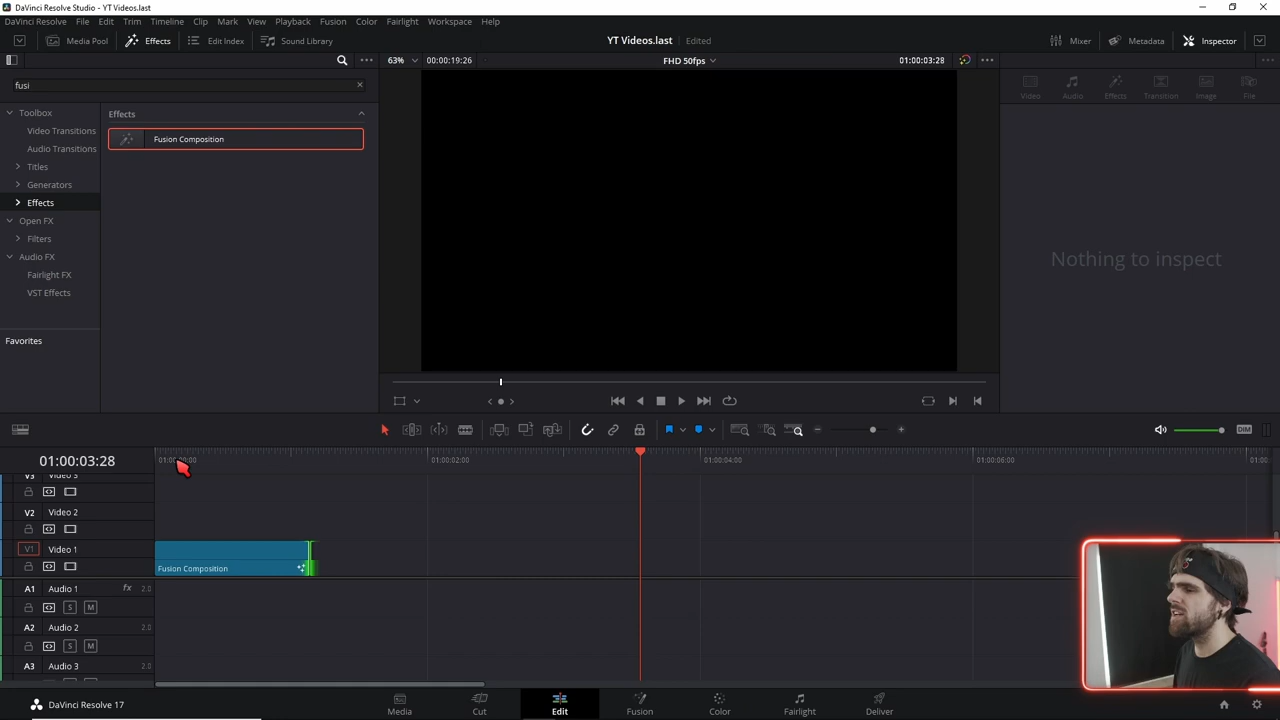 DaVinci Resolve Studio - YT Videos.last
DaVinci Resolve File Edit Trim Timeline Clip Mark View Playback Fusion Color Fairlight Workspace Help
Media Pool Effects Edit Index Sound Library YT Videos.last Edited Mixer Metadata Inspector
63% 00:00:19:26 FHD 50fps 01:00:03:28
fusi
Video Audio Effects Transition Image File
Toolbox
Video Transitions
Audio Transitions
Titles
Generators
Effects
Open FX
Filters
Audio FX
Fairlight FX
VST Effects
Favorites
Effects
Fusion Composition
Nothing to inspect
DIM
01:00:03:28
01:00:00:00 01:00:02:00 01:00:04:00 01:00:06:00 01:00
V3 Video 3
V2 Video 2
V1 Video 1
Fusion Composition
A1 Audio 1 fx 2.0
S M
A2 Audio 2 2.0
S M
A3 Audio 3 2.0
DaVinci Resolve 17
Media Cut Edit Fusion Color Fairlight Deliver